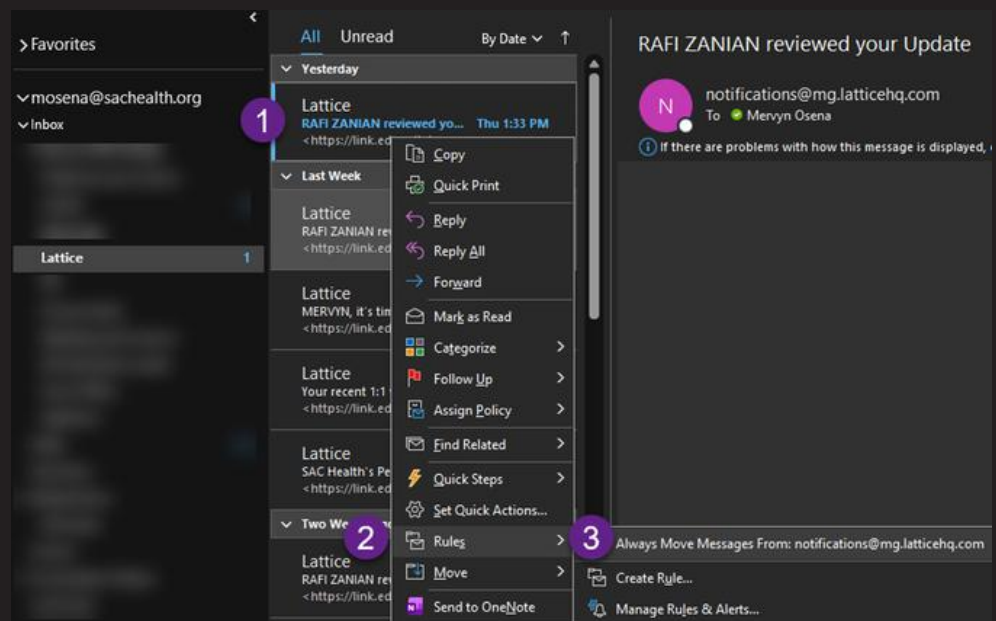 Favorites
mosena@sachealth.org
Inbox
Lattice 1
All Unread By Date
Yesterday
1
Lattice
RAFI ZANIAN reviewed yo... Thu 1:33 PM
<https://link.ed
Last Week
Lattice
RAFI ZANIAN re
<https://link.ed
Lattice
MERVYN, it's tim
<https://link.ed
Lattice
Your recent 1:1
<https://link.ed
Lattice
SAC Health's Pe
<https://link.ed
Two We
Lattice
RAFI ZANIAN re
<https://link.ed
Copy
Quick Print
Reply
Reply All
Forward
Mark as Read
Categorize
Follow Up
Assign Policy
Find Related
Quick Steps
Set Quick Actions...
2
Rules
Move
Send to OneNote
3
Always Move Messages From: notifications@mg.latticehq.com
Create Rule...
Manage Rules & Alerts...
RAFI ZANIAN reviewed your Update
N
notifications@mg.latticehq.com
To Mervyn Osena
If there are problems with how this message is displayed,